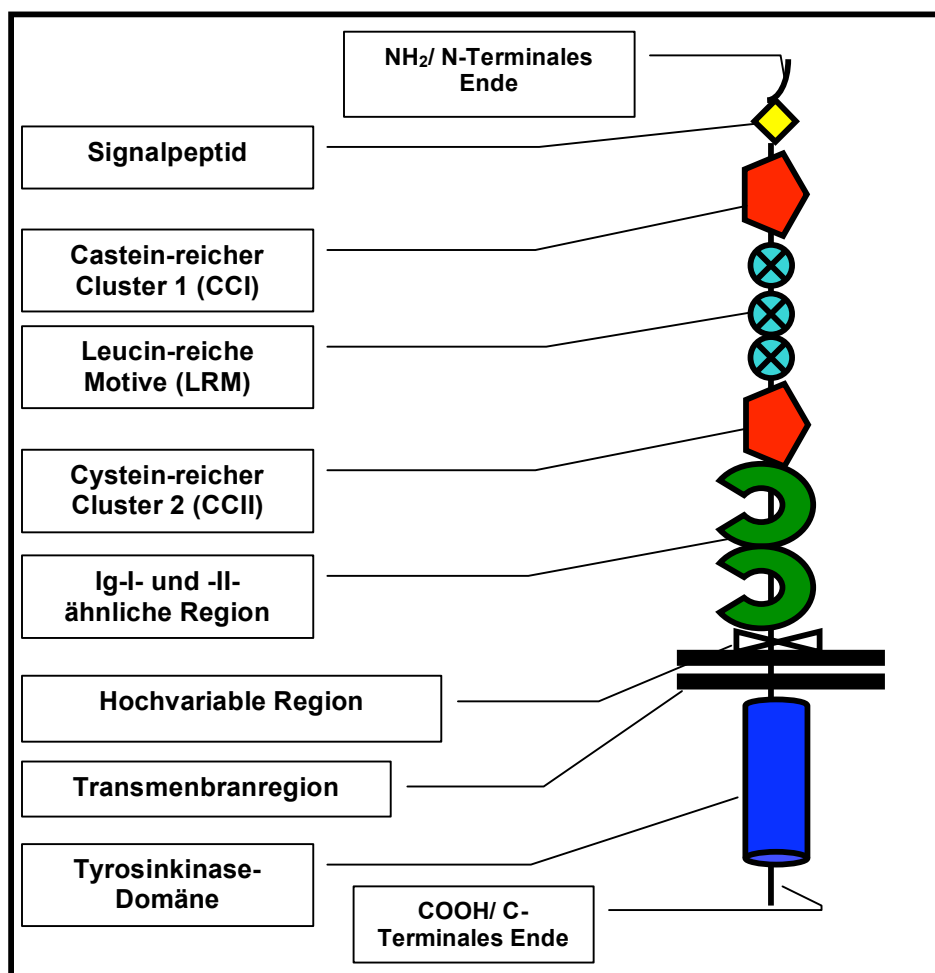 NH₂/ N-Terminales
Ende
Signalpeptid
Castein-reicher
Cluster 1 (CCI)
Leucin-reiche
Motive (LRM)
Cystein-reicher
Cluster 2 (CCII)
Ig-I- und -II-
ähnliche Region
Hochvariable Region
Transmenbranregion
Tyrosinkinase-
Domäne
COOH/ C-
Terminales Ende